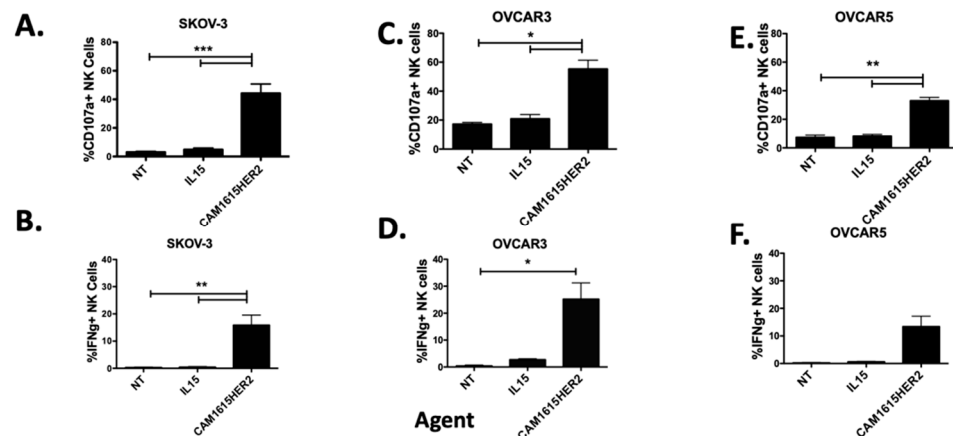 A.
SKOV-3
***
%CD107a+ NK Cells
80
60
40
20
0
NT
IL15
CAM1615HER2
C.
OVCAR3
*
%CD107a+ NK Cells
80
60
40
20
0
NT
IL15
CAM1615HER2
E.
OVCAR5
**
%CD107a+ NK Cells
80
60
40
20
0
NT
IL15
CAM1615HER2
B.
SKOV-3
**
%IFNg+ NK cells
40
30
20
10
0
NT
IL15
CAM1615HER2
D.
OVCAR3
*
%IFNg+ NK cells
40
30
20
10
0
NT
IL15
CAM1615HER2
F.
OVCAR5
%IFNg+ NK cells
40
30
20
10
0
NT
IL15
CAM1615HER2
Agent